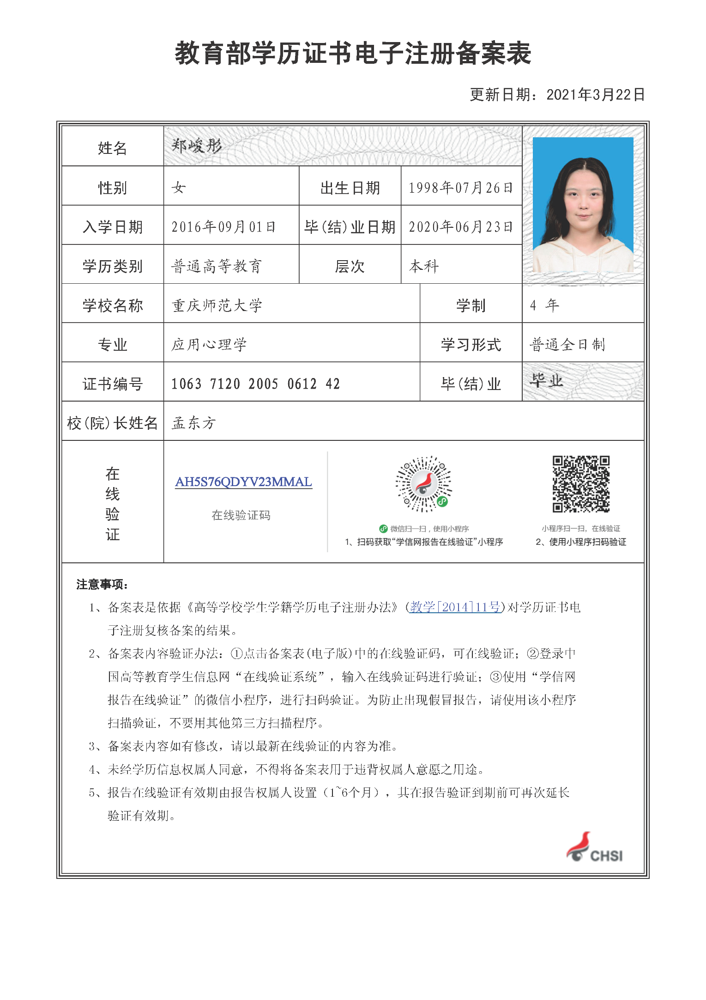 教育部学历证书电子注册备案表
更新日期：2021年3月22日
姓名 郑峻彤
性别 女 出生日期 1998年07月26日
入学日期 2016年09月01日 毕(结)业日期 2020年06月23日
学历类别 普通高等教育 层次 本科
学校名称 重庆师范大学 学制 4 年
专业 应用心理学 学习形式 普通全日制
证书编号 1063 7120 2005 0612 42 毕(结)业 毕业
校(院)长姓名 孟东方
在线验证
AH5S76QDYV23MMAL
在线验证码
微信扫一扫，使用小程序
1、扫码获取“学信网报告在线验证”小程序
小程序扫一扫，在线验证
2、使用小程序扫码验证
注意事项：
1、备案表是依据《高等学校学生学籍学历电子注册办法》(教学[2014]11号)对学历证书电
子注册复核备案的结果。
2、备案表内容验证办法：①点击备案表(电子版)中的在线验证码，可在线验证；②登录中
国高等教育学生信息网“在线验证系统”，输入在线验证码进行验证；③使用“学信网
报告在线验证”的微信小程序，进行扫码验证。为防止出现假冒报告，请使用该小程序
扫描验证，不要用其他第三方扫描程序。
3、备案表内容如有修改，请以最新在线验证的内容为准。
4、未经学历信息权属人同意，不得将备案表用于违背权属人意愿之用途。
5、报告在线验证有效期由报告权属人设置（1~6个月），其在报告验证到期前可再次延长
验证有效期。
CHSI